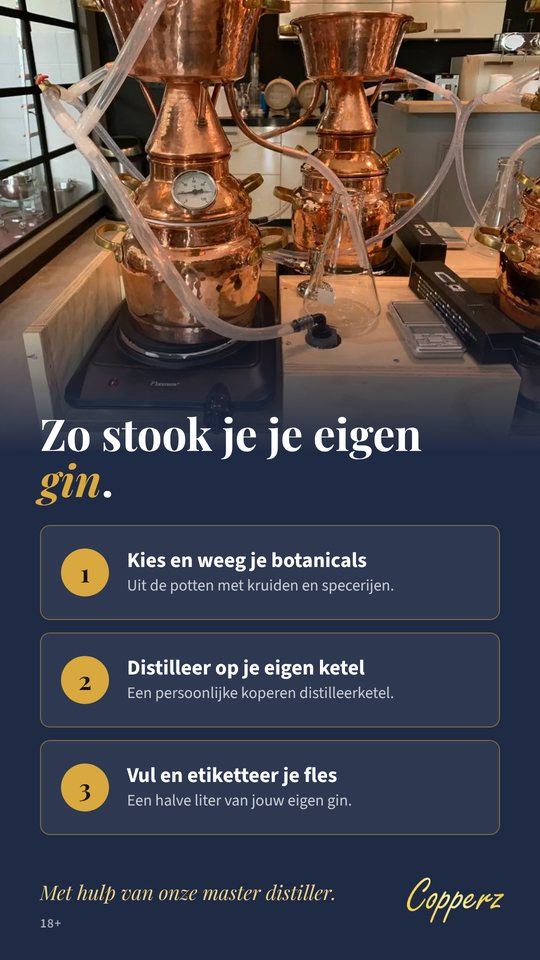 Zo stook je je eigen
gin.
1
Kies en weeg je botanicals
Uit de potten met kruiden en specerijen.
2
Distilleer op je eigen ketel
Een persoonlijke koperen distilleerketel.
3
Vul en etiketteer je fles
Een halve liter van jouw eigen gin.
Met hulp van onze master distiller.
Copperz
18+